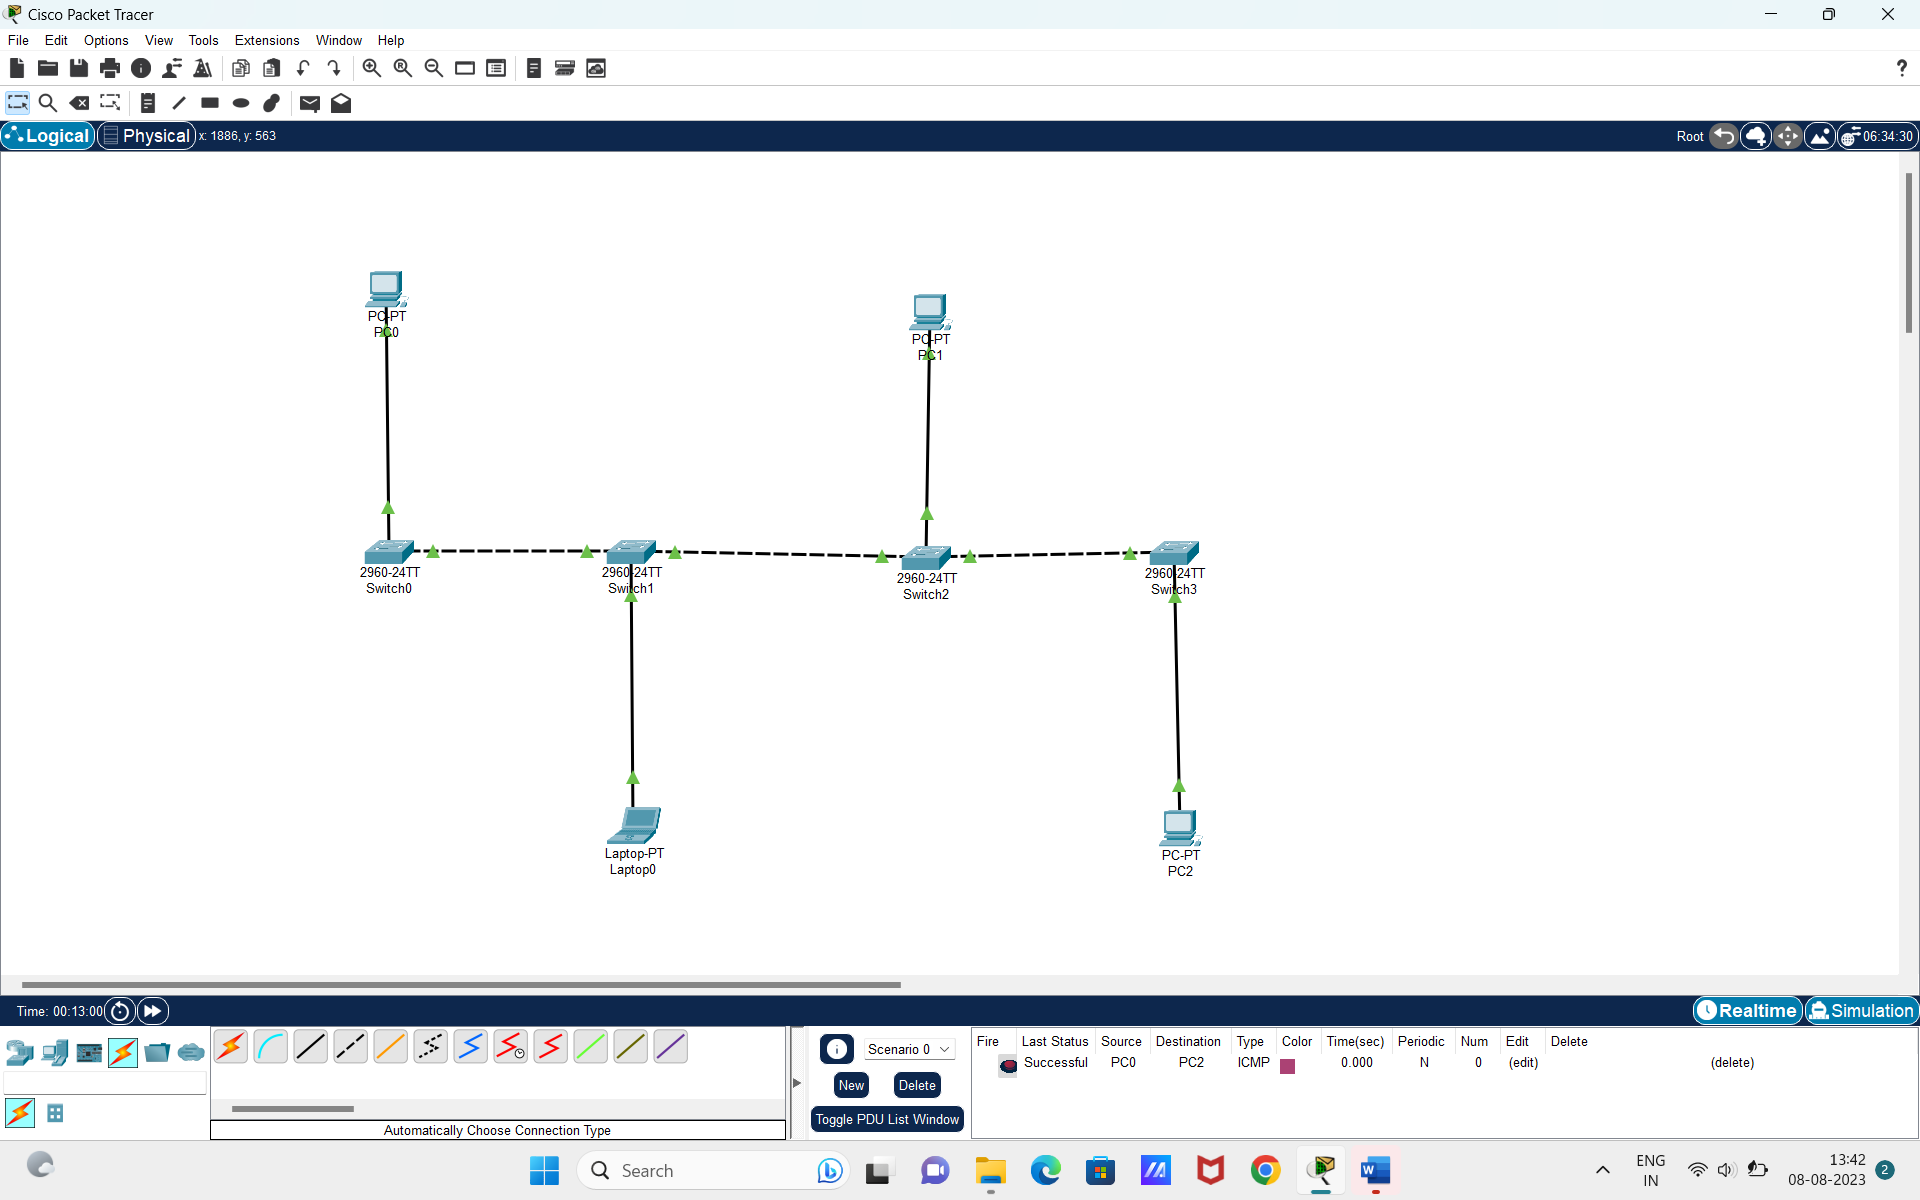 Cisco Packet Tracer
File Edit Options View Tools Extensions Window Help
Logical Physical x: 1886, y: 563 Root 06:34:30
PC-PT
PC0
PC-PT
PC1
2960-24TT
Switch0
2960-24TT
Switch1
2960-24TT
Switch2
2960-24TT
Switch3
Laptop-PT
Laptop0
PC-PT
PC2
Time: 00:13:00 Realtime Simulation
Scenario 0
New Delete
Toggle PDU List Window
Fire Last Status Source Destination Type Color Time(sec) Periodic Num Edit Delete
Successful PC0 PC2 ICMP 0.000 N 0 (edit) (delete)
Automatically Choose Connection Type
Search
ENG
IN
13:42
08-08-2023
2